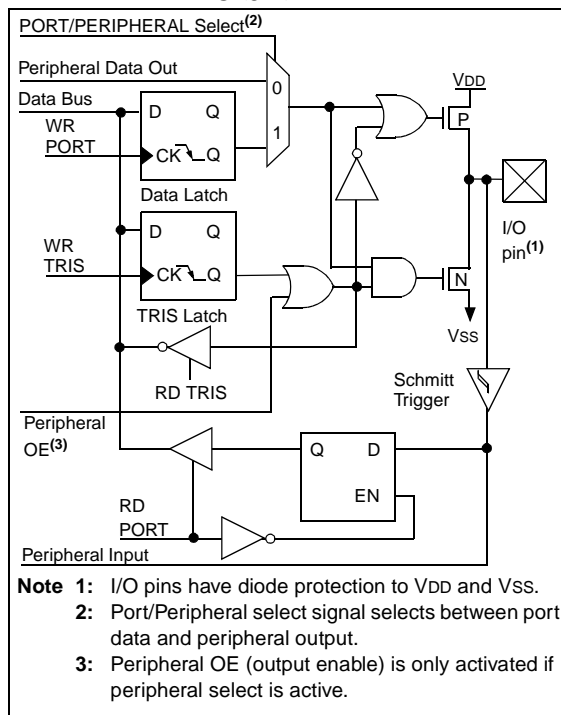 PORT/PERIPHERAL Select(2)
Peripheral Data Out
Data Bus
WR
PORT
D Q
CK Q
Data Latch
0
1
VDD
P
I/O
pin(1)
WR
TRIS
D Q
CK Q
TRIS Latch
N
VSS
RD TRIS
Schmitt
Trigger
Peripheral
OE(3)
Q D
EN
RD
PORT
Peripheral Input
Note 1: I/O pins have diode protection to VDD and VSS.
2: Port/Peripheral select signal selects between port
data and peripheral output.
3: Peripheral OE (output enable) is only activated if
peripheral select is active.